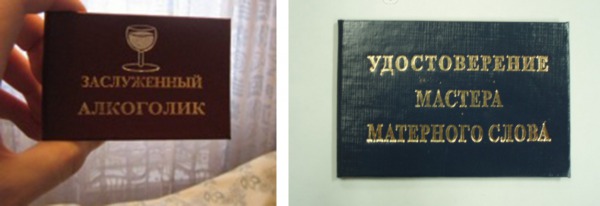 ЗАСЛУЖЕННЫЙ
АЛКОГОЛИК
УДОСТОВЕРЕНИЕ
МАСТЕРА
МАТЕРНОГО СЛОВА